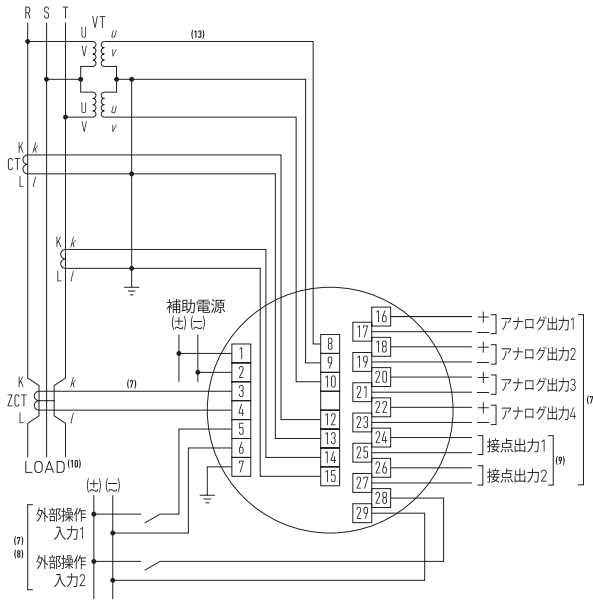 R S T
VT
U u
V v
(13)
U u
V v
K k
CT
L l
K k
L l
補助電源
(+) (−)
1
2
3
4
5
6
7
8
9
10
12
13
14
15
16
17
18
19
20
21
22
23
24
25
26
27
28
29
+
− アナログ出力1
+
− アナログ出力2
+
− アナログ出力3
+
− アナログ出力4
接点出力1
接点出力2
(9)
(7
K k
(7)
ZCT
L l
LOAD (10)
(+) (−)
外部操作
入力1
(7)
(8)
外部操作
入力2